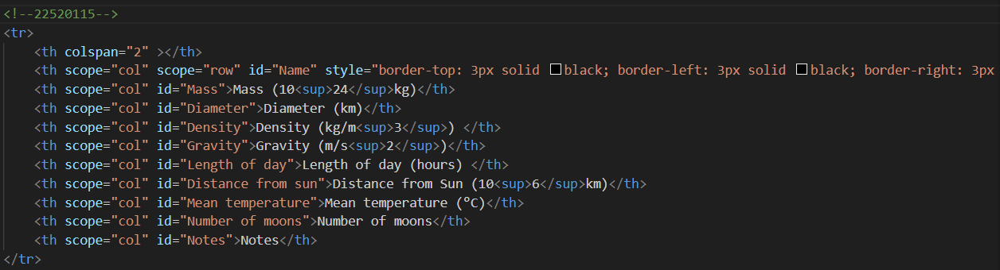 <!--22520115-->
<tr>
<th colspan="2" ></th>
<th scope="col" scope="row" id="Name" style="border-top: 3px solid black; border-left: 3px solid black; border-right: 3px
<th scope="col" id="Mass">Mass (10<sup>24</sup>kg)</th>
<th scope="col" id="Diameter">Diameter (km)</th>
<th scope="col" id="Density">Density (kg/m<sup>3</sup>) </th>
<th scope="col" id="Gravity">Gravity (m/s<sup>2</sup>)</th>
<th scope="col" id="Length of day">Length of day (hours) </th>
<th scope="col" id="Distance from sun">Distance from Sun (10<sup>6</sup>km)</th>
<th scope="col" id="Mean temperature">Mean temperature (°C)</th>
<th scope="col" id="Number of moons">Number of moons</th>
<th scope="col" id="Notes">Notes</th>
</tr>